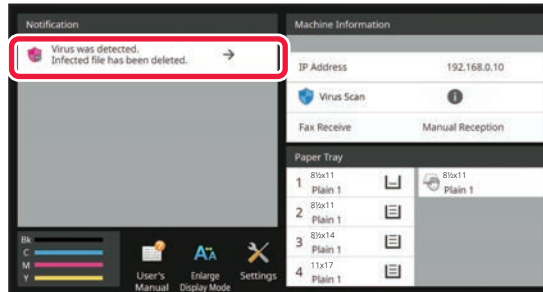 Notification
Virus was detected.
Infected file has been deleted.
Machine Information
IP Address 192.168.0.10
Virus Scan
Fax Receive Manual Reception
Paper Tray
1 8½x11
Plain 1
2 8½x11
Plain 1
3 8½x14
Plain 1
4 11x17
Plain 1
8½x11
Plain 1
Bk
C
M
Y
User's
Manual
Enlarge
Display Mode
Settings